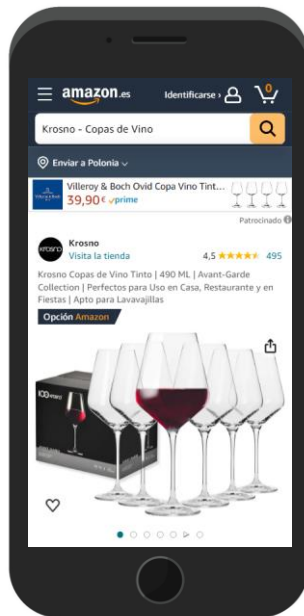 amazon.es
Identificarse ›
0
Krosno - Copas de Vino
Enviar a Polonia
Villeroy & Boch Ovid Copa Vino Tint...
39,90 € prime
Patrocinado
KROSNO
Krosno
Visita la tienda
4,5
495
Krosno Copas de Vino Tinto | 490 ML | Avant-Garde
Collection | Perfectos para Uso en Casa, Restaurante y en
Fiestas | Apto para Lavavajillas
Opción Amazon